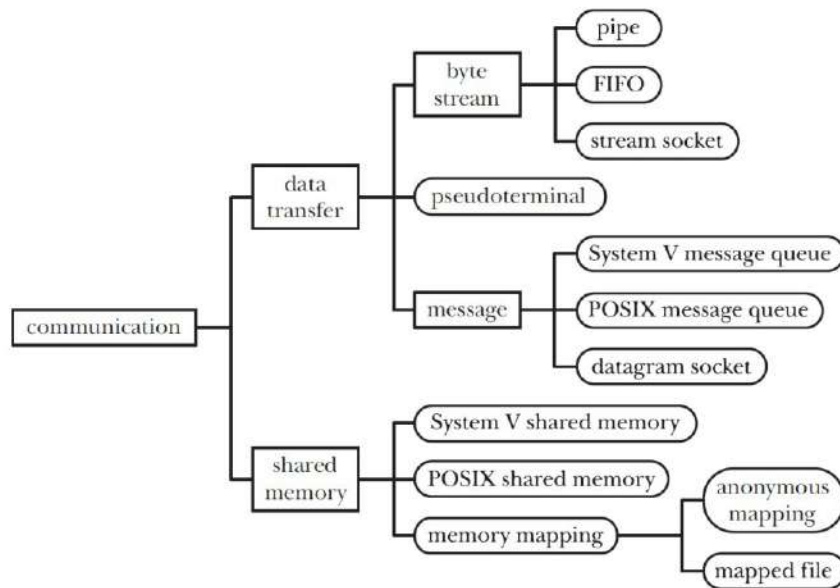 pipe
byte
stream
FIFO
stream socket
data
transfer
pseudoterminal
System V message queue
message
POSIX message queue
datagram socket
communication
System V shared memory
shared
memory
POSIX shared memory
anonymous
mapping
memory mapping
mapped file